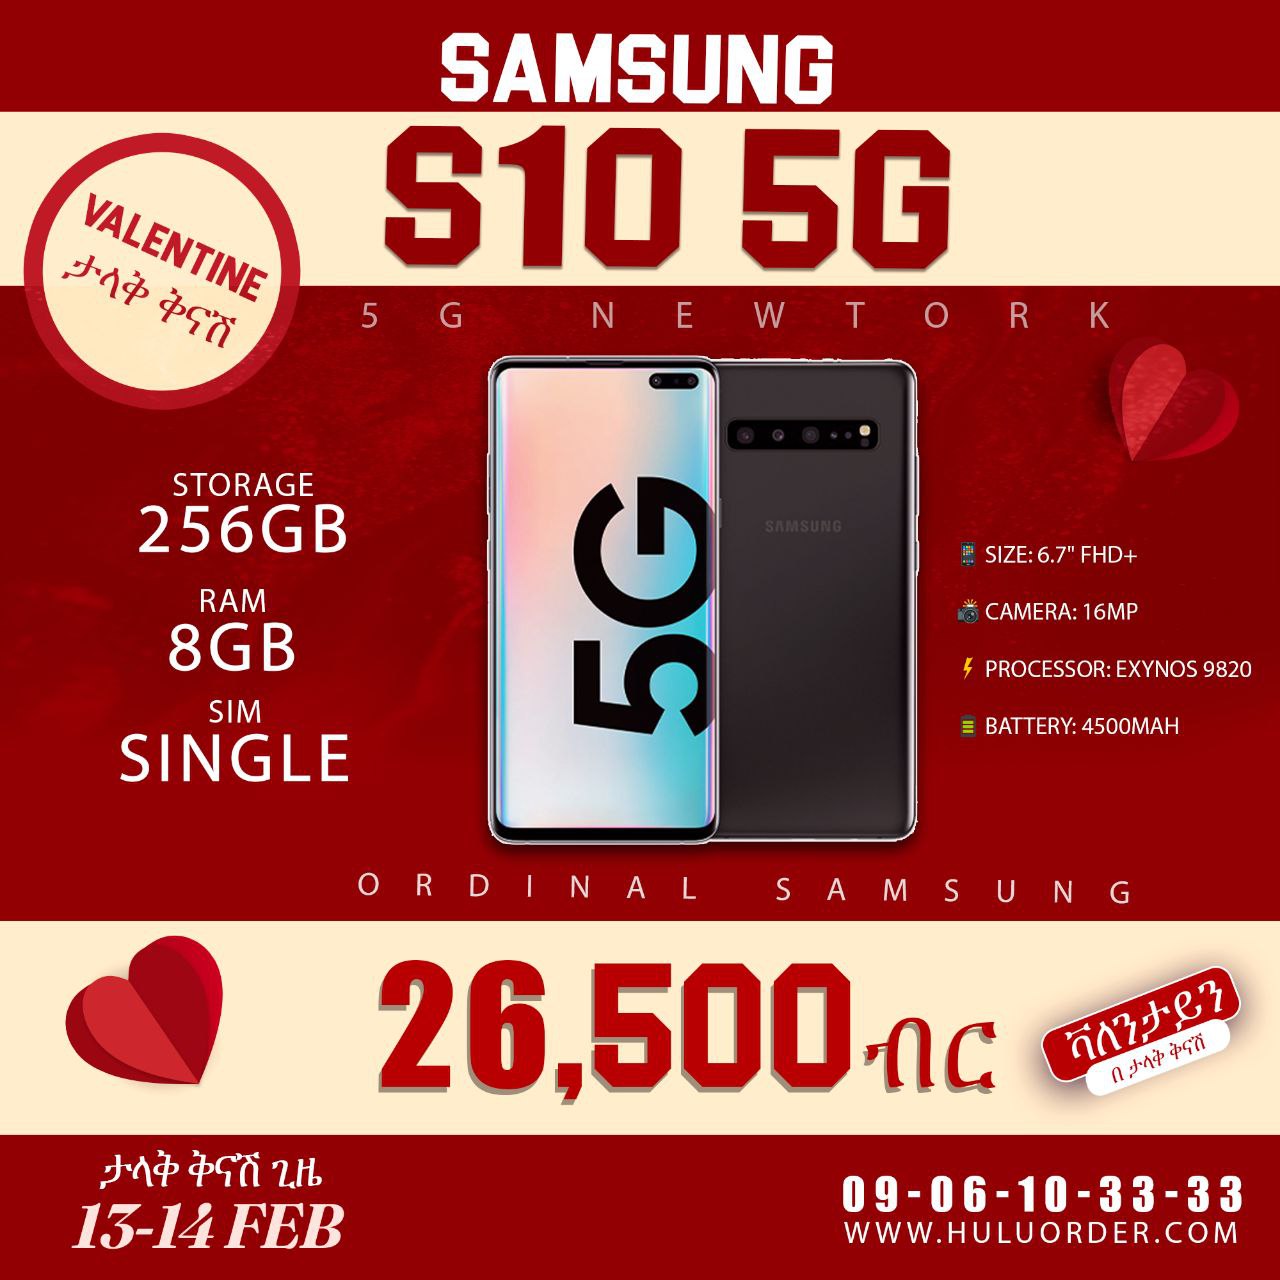 SAMSUNG
S10 5G
VALENTINE
ታላቅ ቅናሽ
5G NEWTORK
5G
SAMSUNG
STORAGE
256GB
RAM
8GB
SIM
SINGLE
SIZE: 6.7" FHD+
CAMERA: 16MP
PROCESSOR: EXYNOS 9820
BATTERY: 4500MAH
ORDINAL SAMSUNG
26,500 ብር
ቫለንታይን
በ ታላቅ ቅናሽ
ታላቅ ቅናሽ ጊዜ
13-14 FEB
09-06-10-33-33
WWW.HULUORDER.COM